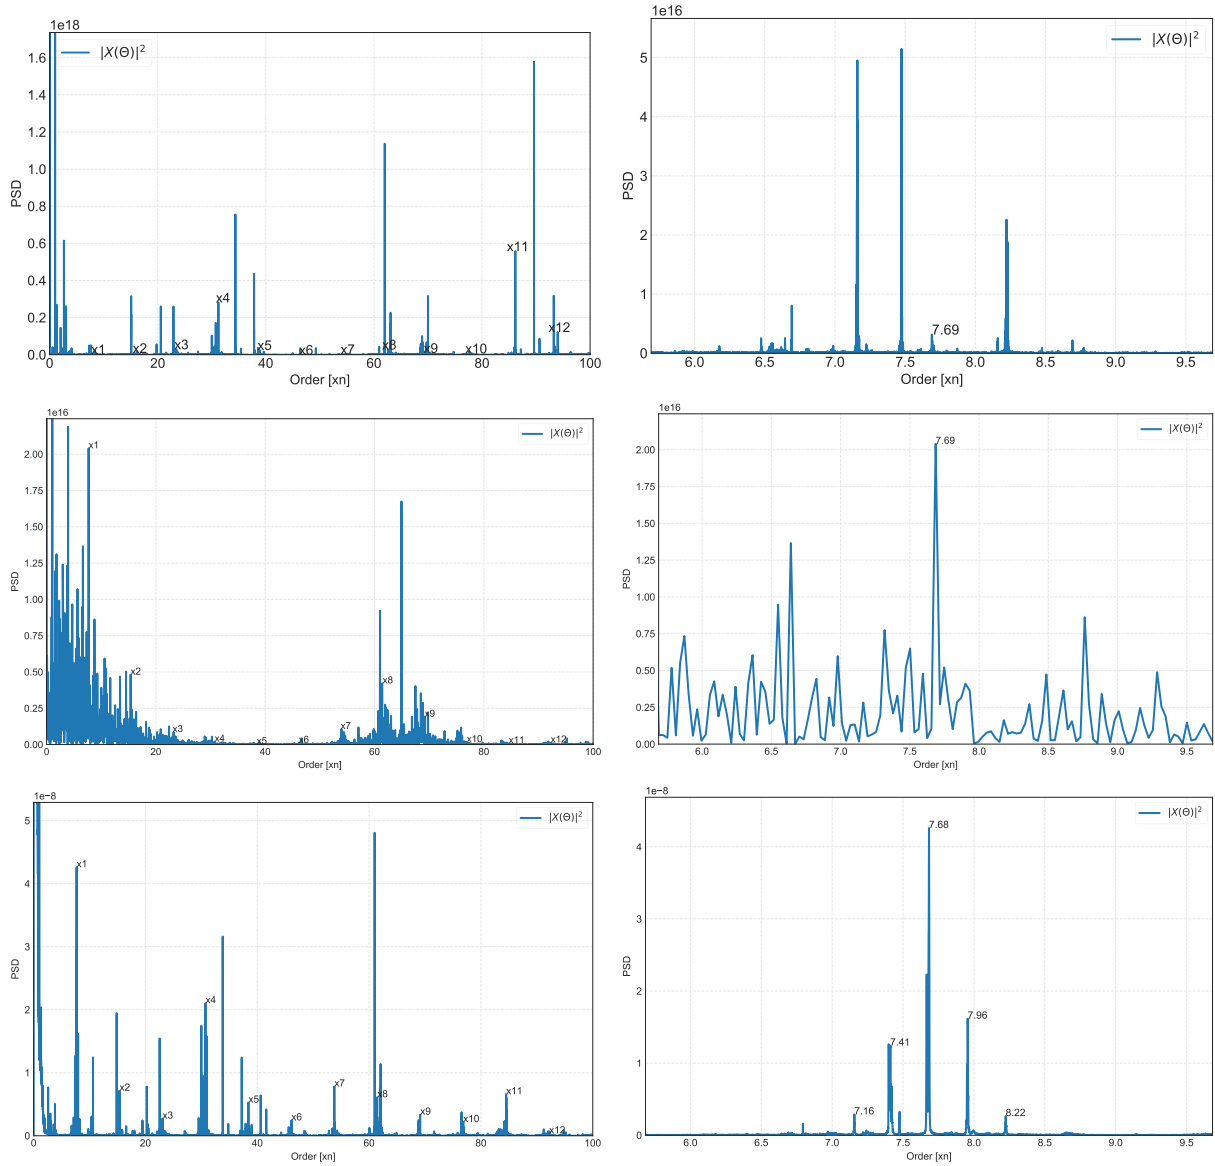 1e18
|X(Θ)|²
PSD
1.6
1.4
1.2
1.0
0.8
0.6
0.4
0.2
0.0
x1
x2
x3
x4
x5
x6
x7
x8
x9
x10
x11
x12
0
20
40
60
80
100
Order [xn]
1e16
|X(Θ)|²
PSD
5
4
3
2
1
0
7.69
6.0
6.5
7.0
7.5
8.0
8.5
9.0
9.5
Order [xn]
1e16
|X(Θ)|²
PSD
2.00
1.75
1.50
1.25
1.00
0.75
0.50
0.25
0.00
x1
x2
x3
x4
x5
x6
x7
x8
x9
x10
x11
x12
0
20
40
60
80
100
Order [xn]
1e16
|X(Θ)|²
PSD
2.00
1.75
1.50
1.25
1.00
0.75
0.50
0.25
0.00
7.69
6.0
6.5
7.0
7.5
8.0
8.5
9.0
9.5
Order [xn]
1e−8
|X(Θ)|²
PSD
5
4
3
2
1
0
x1
x2
x3
x4
x5
x6
x7
x8
x9
x10
x11
x12
0
20
40
60
80
100
Order [xn]
1e−8
|X(Θ)|²
PSD
4
3
2
1
0
7.16
7.41
7.68
7.96
8.22
6.0
6.5
7.0
7.5
8.0
8.5
9.0
9.5
Order [xn]